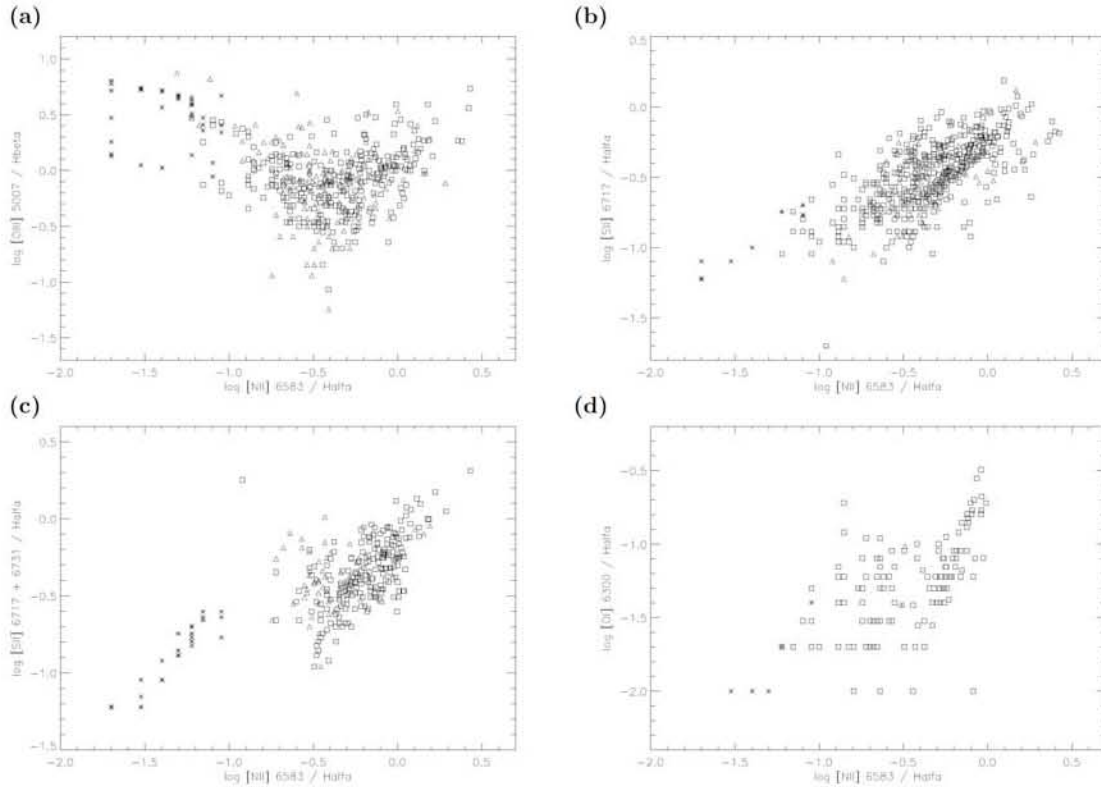 (a)
1.0
0.5
0.0
−0.5
−1.0
−1.5
log [OIII] 5007 / Hbeta
−2.0 −1.5 −1.0 −0.5 0.0 0.5
log [NII] 6583 / Halfa
(b)
0.5
−0.0
−0.5
−1.0
−1.5
log [SII] 6717 / Halfa
−2.0 −1.5 −1.0 −0.5 0.0 0.5
log [NII] 6583 / Halfa
(c)
0.5
−0.0
−0.5
−1.0
−1.5
log [SII] 6717 + 6731 / Halfa
−2.0 −1.5 −1.0 −0.5 0.0 0.5
log [NII] 6583 / Halfa
(d)
−0.5
−1.0
−1.5
−2.0
log [OI] 6300 / Halfa
−2.0 −1.5 −1.0 −0.5 0.0 0.5
log [NII] 6583 / Halfa